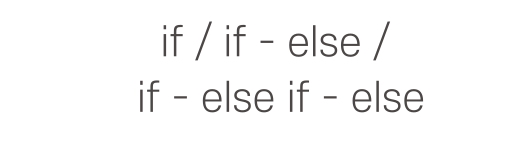 if / if - else /
if - else if - else